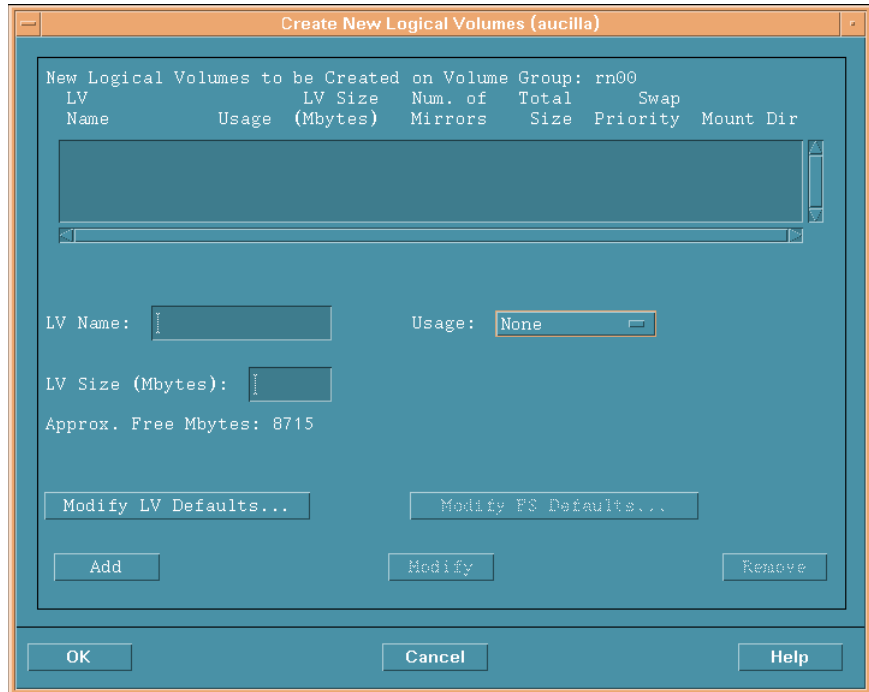 Create New Logical Volumes (aucilla)
New Logical Volumes to be Created on Volume Group: rn00
LV LV Size Num. of Total Swap
Name Usage (Mbytes) Mirrors Size Priority Mount Dir
LV Name: Usage: None
LV Size (Mbytes):
Approx. Free Mbytes: 8715
Modify LV Defaults... Modify FS Defaults...
Add Modify Remove
OK Cancel Help